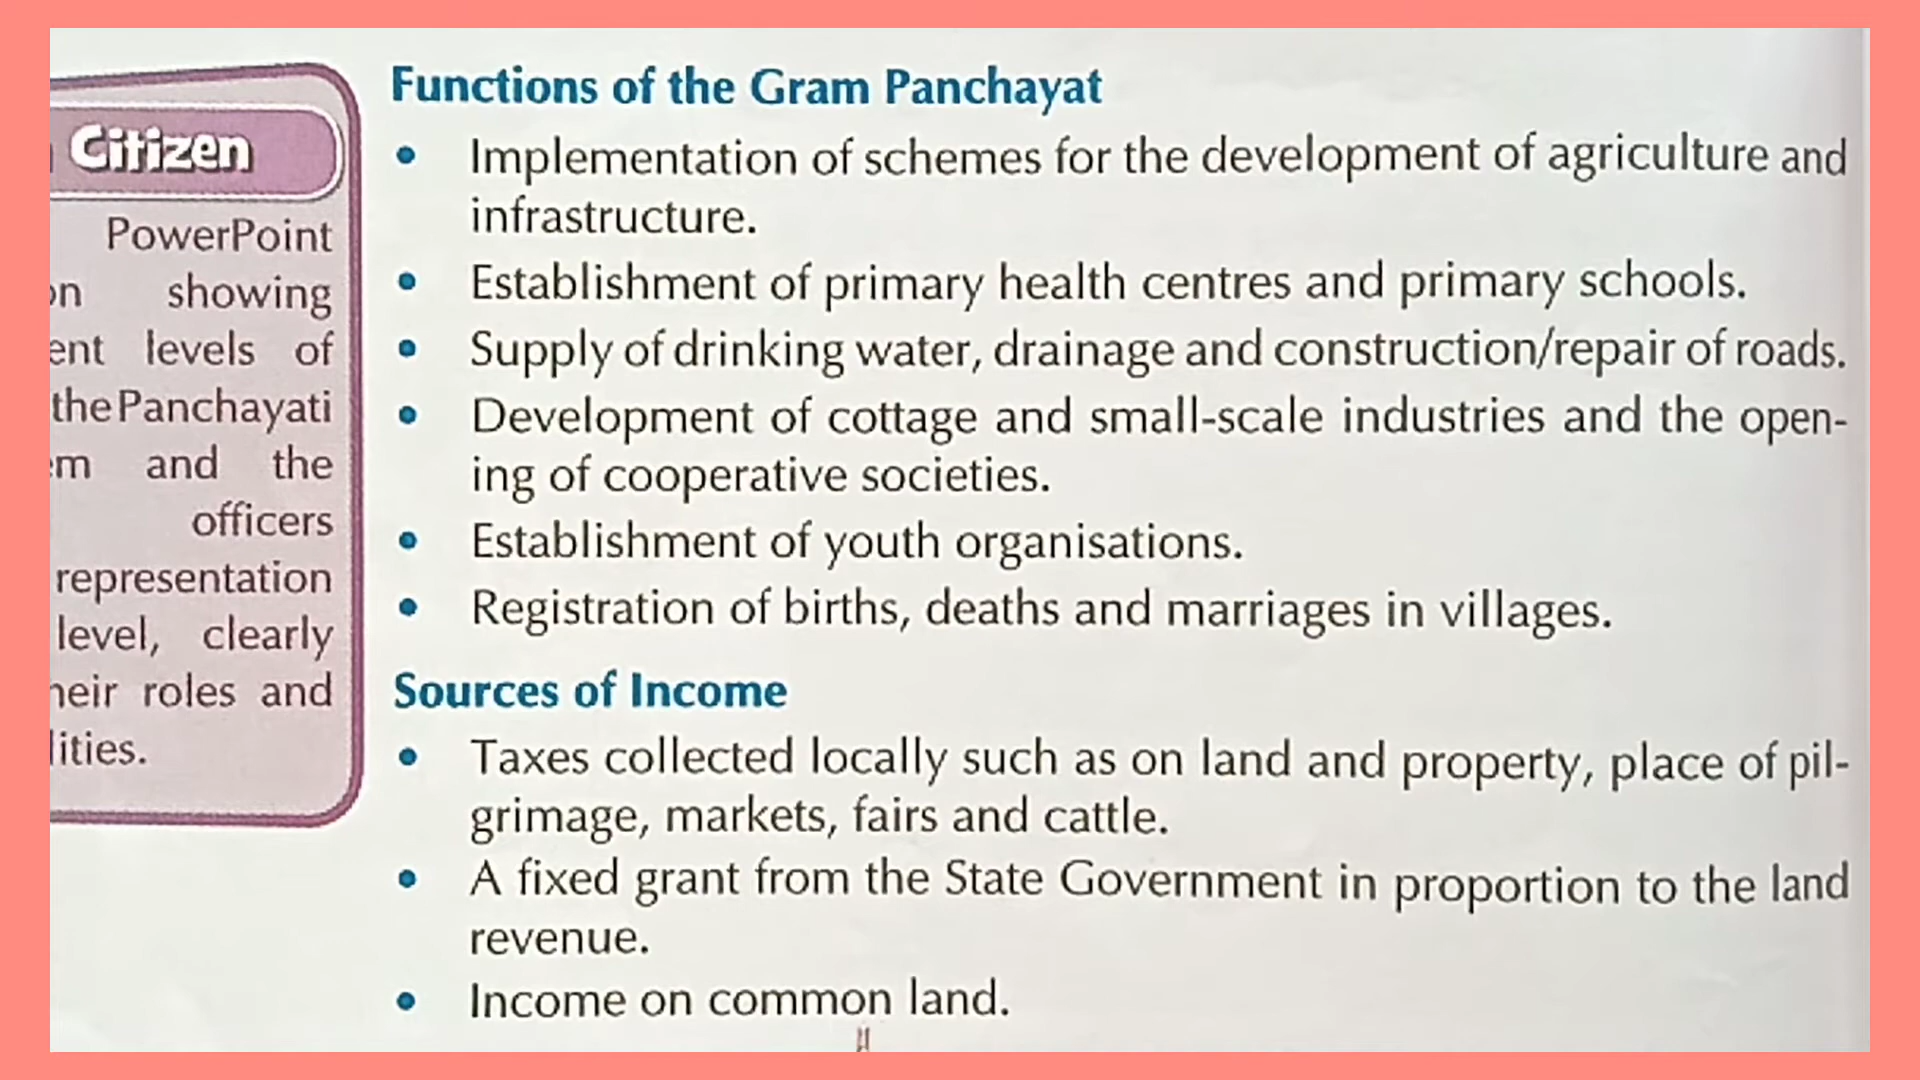 Citizen
PowerPoint
showing
levels of
the Panchayati
and the
officers
representation
level, clearly
roles and
Functions of the Gram Panchayat
• Implementation of schemes for the development of agriculture and
infrastructure.
• Establishment of primary health centres and primary schools.
• Supply of drinking water, drainage and construction/repair of roads.
• Development of cottage and small-scale industries and the open-
ing of cooperative societies.
• Establishment of youth organisations.
• Registration of births, deaths and marriages in villages.
Sources of Income
• Taxes collected locally such as on land and property, place of pil-
grimage, markets, fairs and cattle.
• A fixed grant from the State Government in proportion to the land
revenue.
• Income on common land.